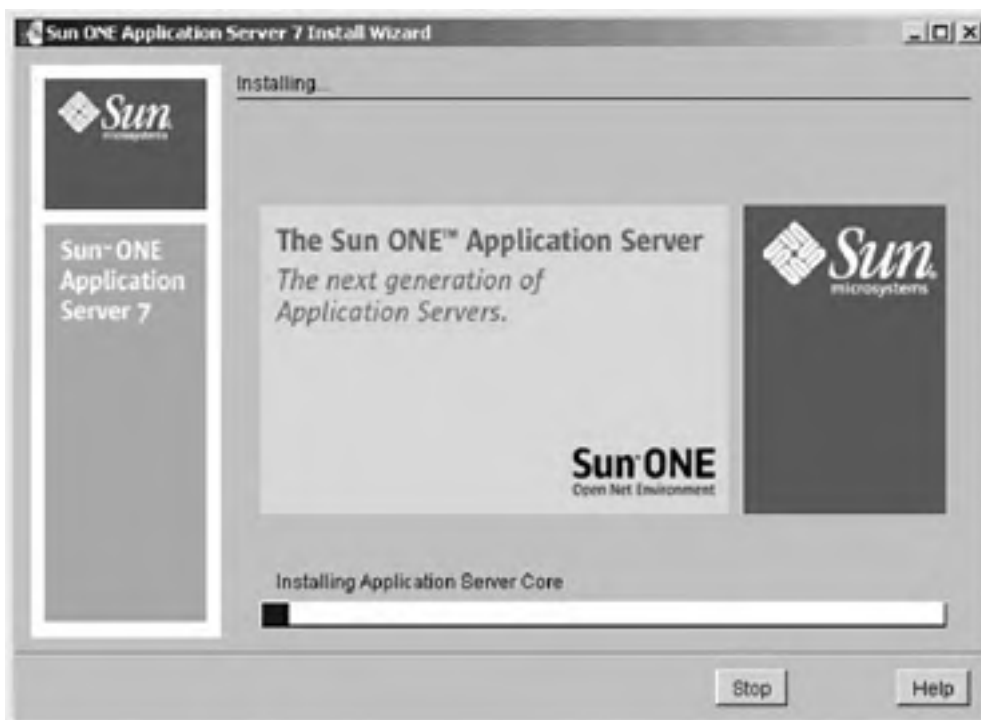 Sun ONE Application Server 7 Install Wizard
Sun
microsystems
Sun™ ONE
Application
Server 7
Installing...
The Sun ONE™ Application Server
The next generation of
Application Servers.
Sun™ ONE
Open Net Environment
Sun
microsystems
Installing Application Server Core
Stop
Help